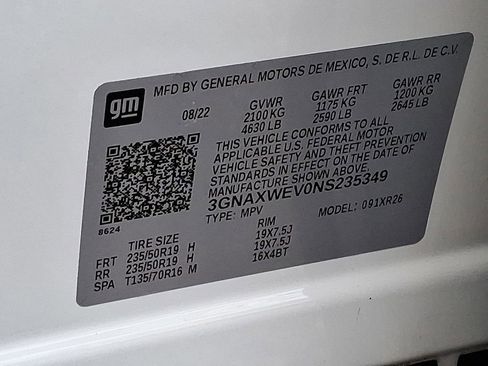 gm
MFD BY GENERAL MOTORS DE MEXICO, S. DE R.L. DE C.V.
08/22 GVWR GAWR FRT GAWR RR
2100 KG 1175 KG 1200 KG
4630 LB 2590 LB 2645 LB
THIS VEHICLE CONFORMS TO ALL
APPLICABLE U.S. FEDERAL MOTOR
VEHICLE SAFETY AND THEFT PREVENTION
STANDARDS IN EFFECT ON THE DATE OF
MANUFACTURE SHOWN ABOVE.
3GNAXWEV0NS235349
TYPE: MPV MODEL: 091XR26
8624
TIRE SIZE RIM
FRT 235/50R19 H 19X7.5J
RR 235/50R19 H 19X7.5J
SPA T135/70R16 M 16X4BT